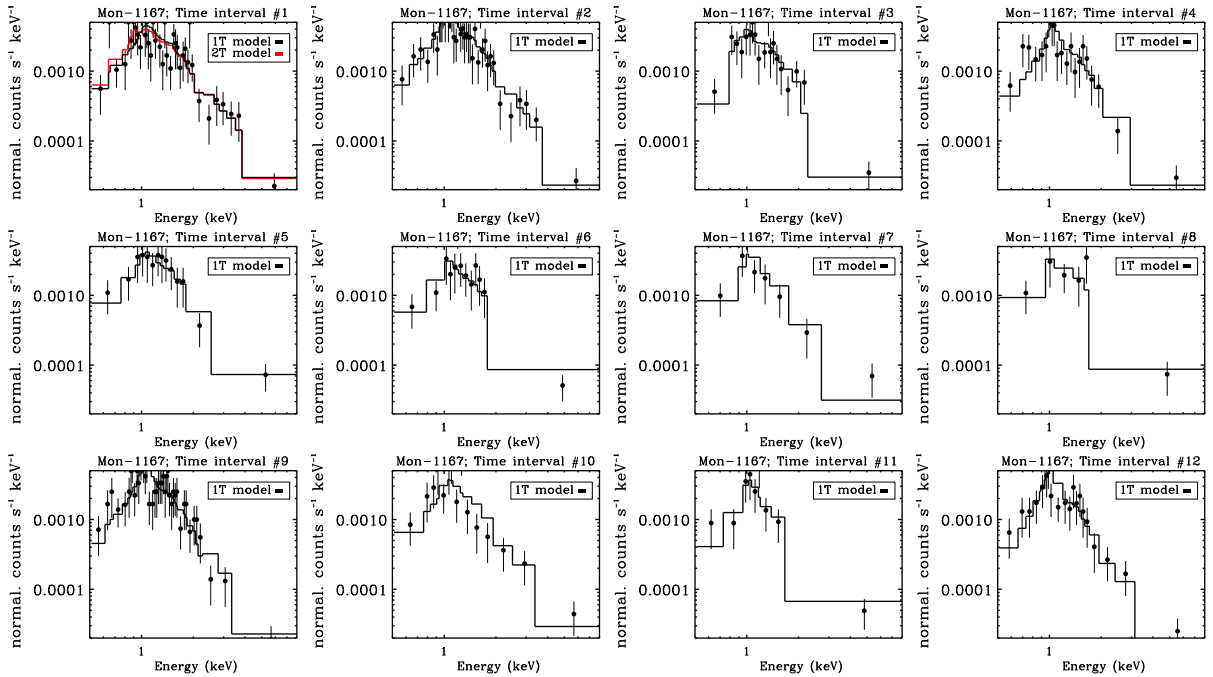 Mon-1167; Time interval #1
1T model
2T model
0.0010
0.0001
normal. counts s⁻¹ keV⁻¹
1
Energy (keV)
Mon-1167; Time interval #2
1T model
0.0010
0.0001
normal. counts s⁻¹ keV⁻¹
1
Energy (keV)
Mon-1167; Time interval #3
1T model
0.0010
0.0001
normal. counts s⁻¹ keV⁻¹
1
Energy (keV)
Mon-1167; Time interval #4
1T model
0.0010
0.0001
normal. counts s⁻¹ keV⁻¹
1
Energy (keV)
Mon-1167; Time interval #5
1T model
0.0010
0.0001
normal. counts s⁻¹ keV⁻¹
1
Energy (keV)
Mon-1167; Time interval #6
1T model
0.0010
0.0001
normal. counts s⁻¹ keV⁻¹
1
Energy (keV)
Mon-1167; Time interval #7
1T model
0.0010
0.0001
normal. counts s⁻¹ keV⁻¹
1
Energy (keV)
Mon-1167; Time interval #8
1T model
0.0010
0.0001
normal. counts s⁻¹ keV⁻¹
1
Energy (keV)
Mon-1167; Time interval #9
1T model
0.0010
0.0001
normal. counts s⁻¹ keV⁻¹
1
Energy (keV)
Mon-1167; Time interval #10
1T model
0.0010
0.0001
normal. counts s⁻¹ keV⁻¹
1
Energy (keV)
Mon-1167; Time interval #11
1T model
0.0010
0.0001
normal. counts s⁻¹ keV⁻¹
1
Energy (keV)
Mon-1167; Time interval #12
1T model
0.0010
0.0001
normal. counts s⁻¹ keV⁻¹
1
Energy (keV)